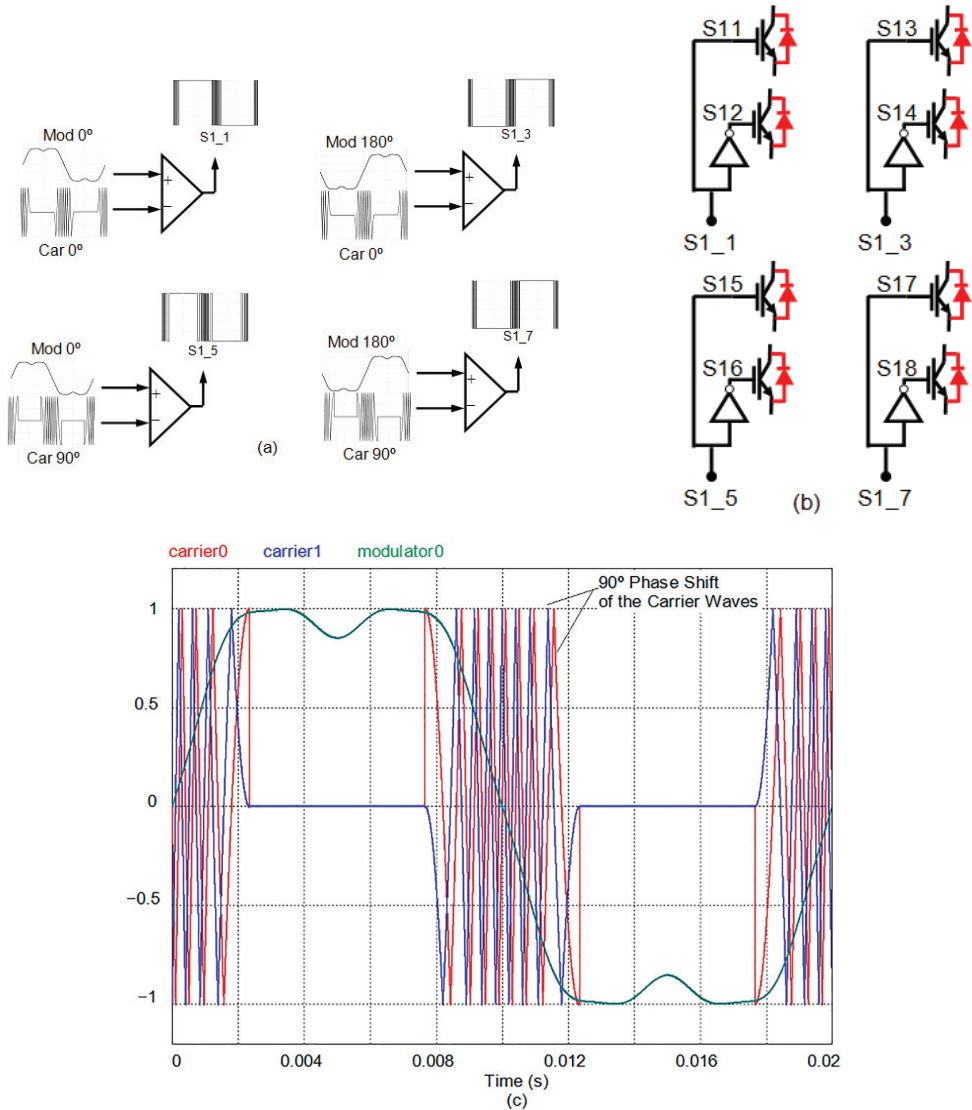 Mod 0º
Car 0º
+
−
S1_1
Mod 180º
Car 0º
+
−
S1_3
Mod 0º
Car 90º
+
−
S1_5
Mod 180º
Car 90º
+
−
S1_7
(a)
S11
S12
S1_1
S13
S14
S1_3
S15
S16
S1_5
S17
S18
S1_7
(b)
carrier0 carrier1 modulator0
90º Phase Shift
of the Carrier Waves
1
0.5
0
−0.5
−1
0 0.004 0.008 0.012 0.016 0.02
Time (s)
(c)